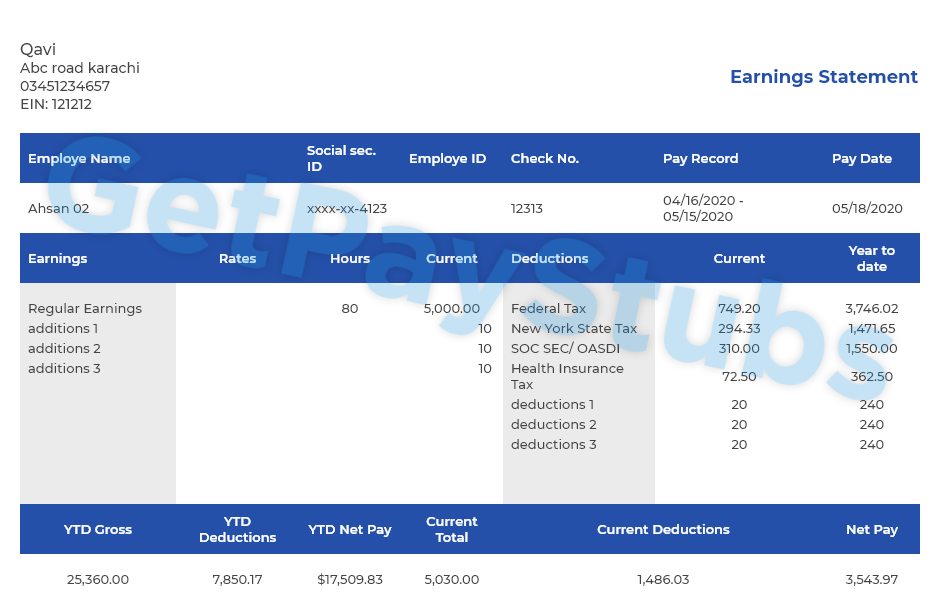 Qavi
Abc road karachi
03451234657
EIN: 121212
Earnings Statement
Employe Name Social sec. ID Employe ID Check No. Pay Record Pay Date
Ahsan 02 xxxx-xx-4123 12313 04/16/2020 - 05/15/2020 05/18/2020
Earnings Rates Hours Current Deductions Current Year to date
Regular Earnings 80 5,000.00 Federal Tax 749.20 3,746.02
additions 1 10 New York State Tax 294.33 1,471.65
additions 2 10 SOC SEC/ OASDI 310.00 1,550.00
additions 3 10 Health Insurance Tax 72.50 362.50
deductions 1 20 240
deductions 2 20 240
deductions 3 20 240
YTD Gross YTD Deductions YTD Net Pay Current Total Current Deductions Net Pay
25,360.00 7,850.17 $17,509.83 5,030.00 1,486.03 3,543.97
GetPayStubs